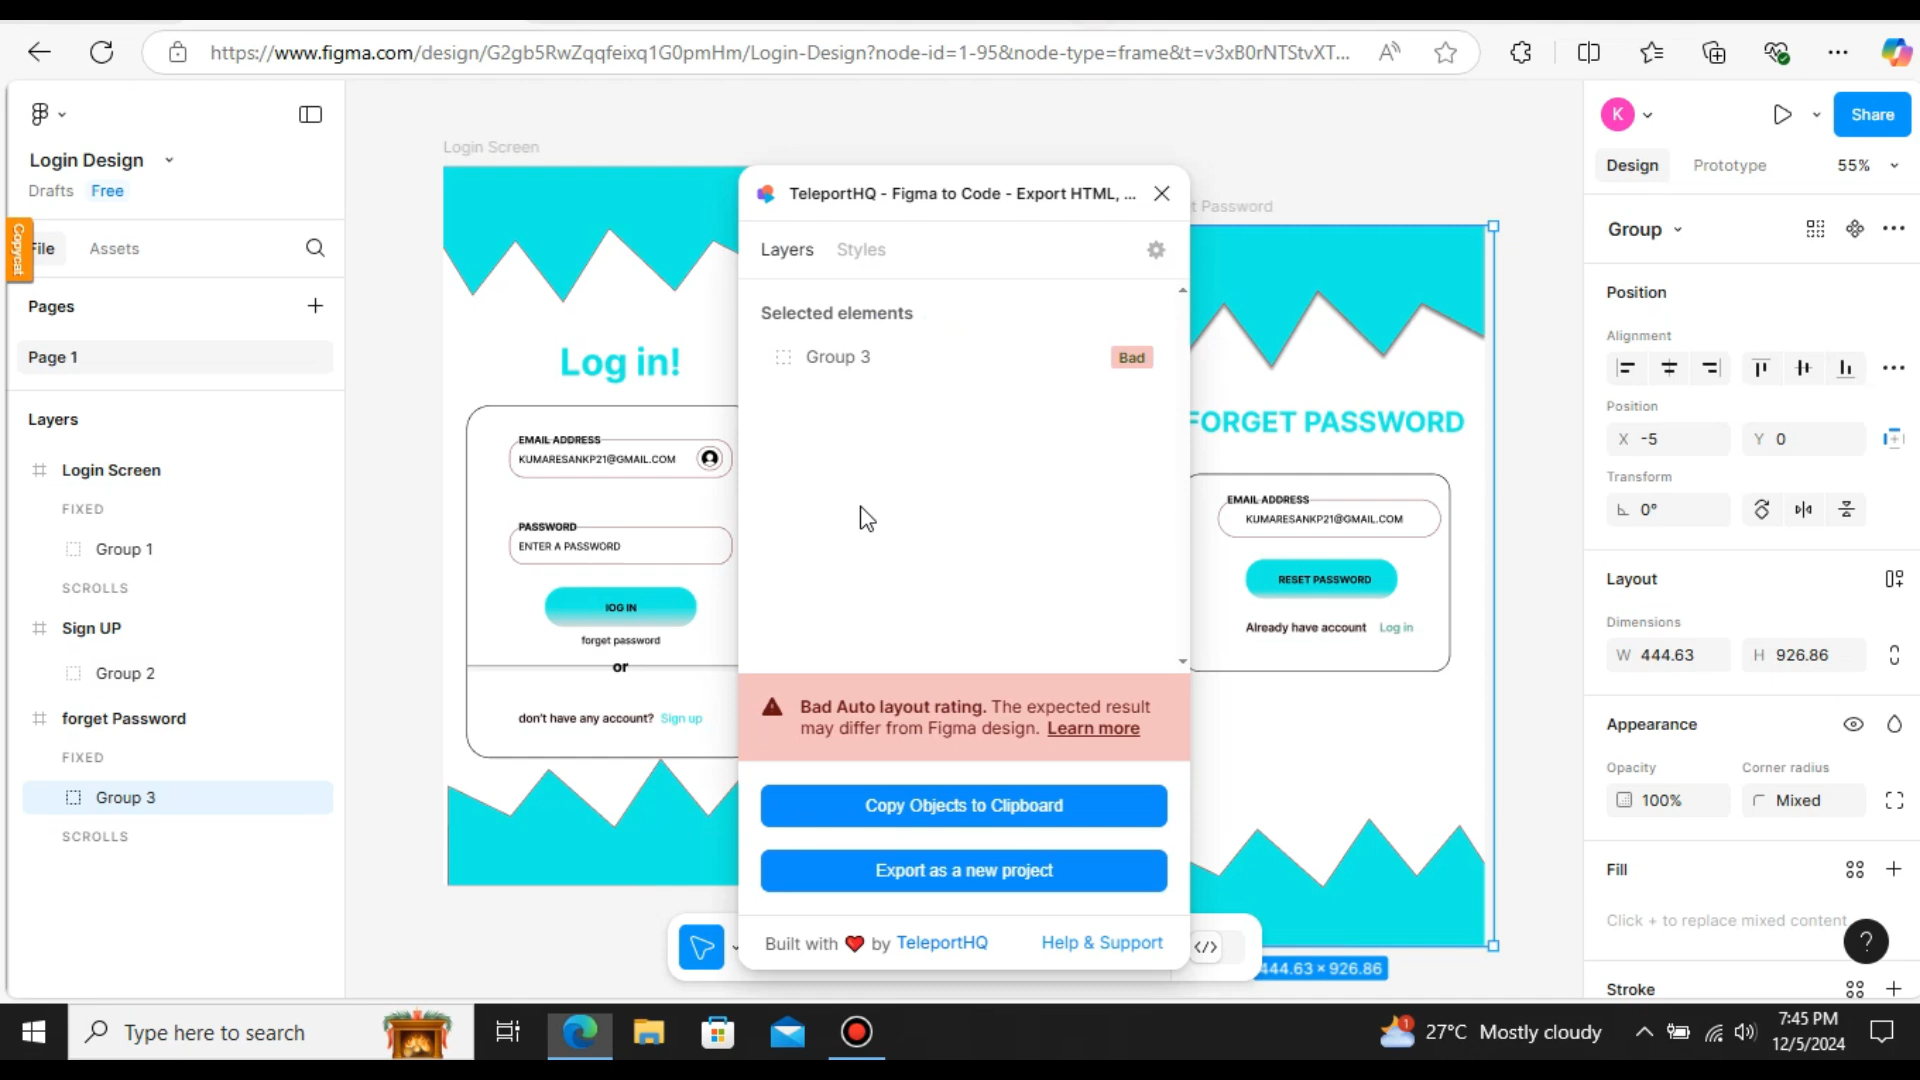 https://www.figma.com/design/G2gb5RwZqqfeixq1G0pmHm/Login-Design?node-id=1-95&node-type=frame&t=v3xB0rNTStvXT...
Login Design
Drafts Free
Copycat
File Assets
Pages
Page 1
Layers
Login Screen
FIXED
Group 1
SCROLLS
Sign UP
Group 2
forget Password
FIXED
Group 3
SCROLLS
Login Screen
Log in!
EMAIL ADDRESS
KUMARESANKP21@GMAIL.COM
PASSWORD
ENTER A PASSWORD
lOG IN
forget password
or
don't have any account? Sign up
TeleportHQ - Figma to Code - Export HTML, ...
Layers Styles
Selected elements
Group 3 Bad
Bad Auto layout rating. The expected result
may differ from Figma design. Learn more
Copy Objects to Clipboard
Export as a new project
Built with ❤ by TeleportHQ Help & Support
t Password
FORGET PASSWORD
EMAIL ADDRESS
KUMARESANKP21@GMAIL.COM
RESET PASSWORD
Already have account Log in
444.63 × 926.86
K Share
Design Prototype 55%
Group
Position
Alignment
Position
X -5 Y 0
Transform
0°
Layout
Dimensions
W 444.63 H 926.86
Appearance
Opacity Corner radius
100% Mixed
Fill
Click + to replace mixed content
?
Stroke
Type here to search
1
27°C Mostly cloudy
7:45 PM
12/5/2024